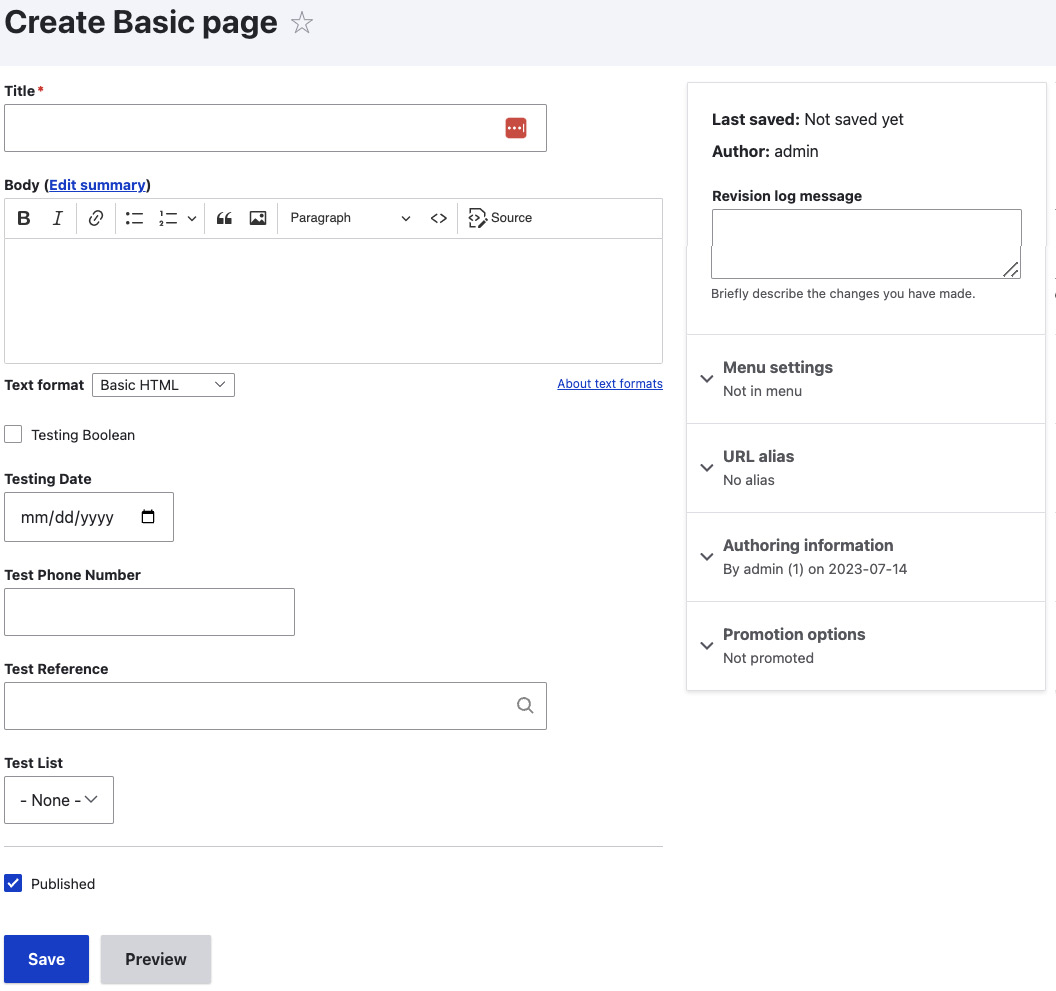 Create Basic page
Title*
Body (Edit summary)
B I Paragraph <> Source
Text format Basic HTML About text formats
Testing Boolean
Testing Date
mm/dd/yyyy
Test Phone Number
Test Reference
Test List
- None -
Published
Save Preview
Last saved: Not saved yet
Author: admin
Revision log message
Briefly describe the changes you have made.
Menu settings
Not in menu
URL alias
No alias
Authoring information
By admin (1) on 2023-07-14
Promotion options
Not promoted